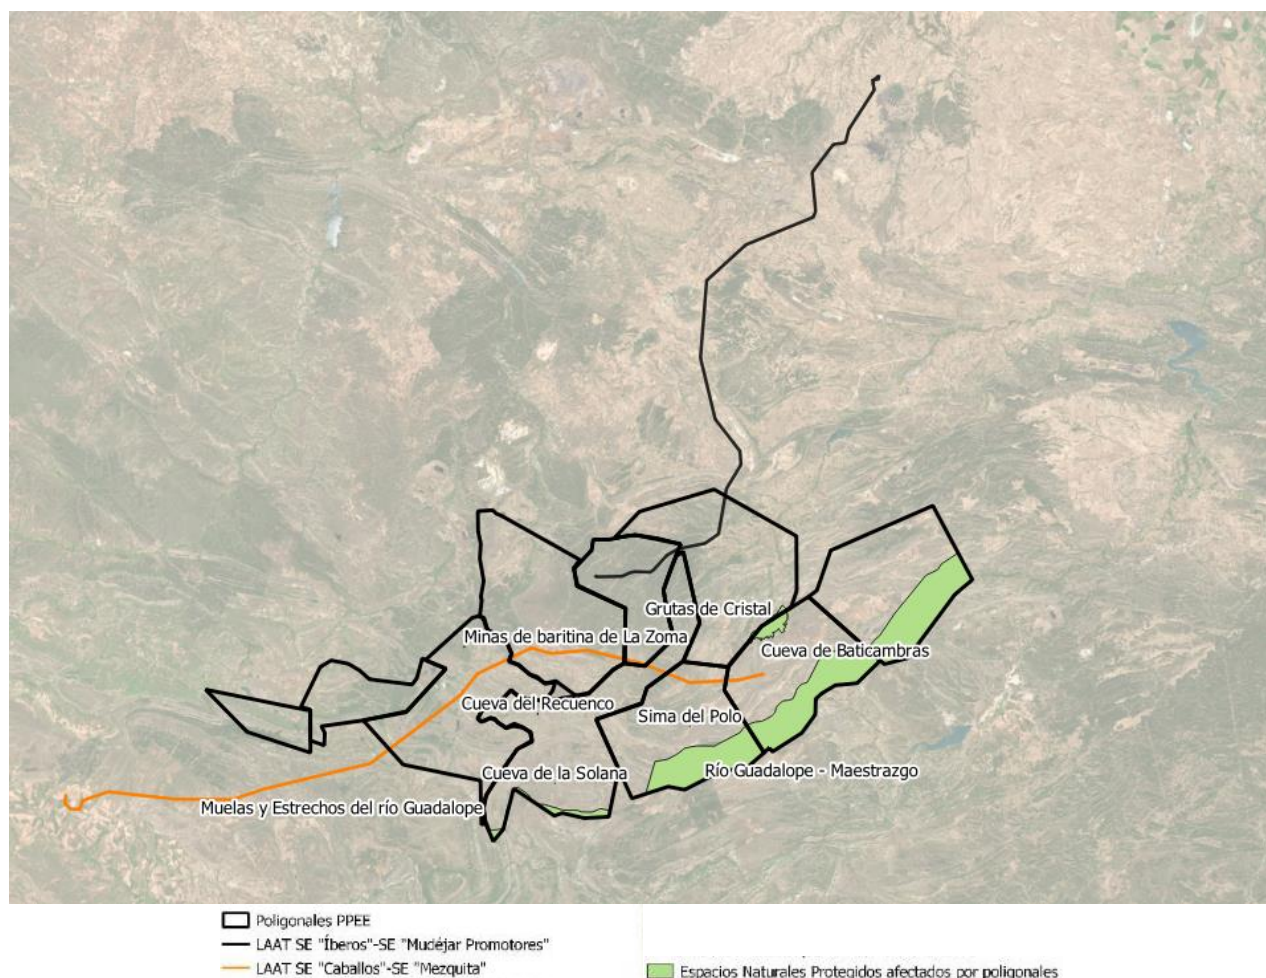 Grutas de Cristal
Minas de baritina de La Zoma
Cueva de Baticambras
Cueva del Recuenco
Sima del Polo
Cueva de la Solana
Río Guadalope - Maestrazgo
Muelas y Estrechos del río Guadalope
Poligonales PPEE
LAAT SE "Íberos"-SE "Mudéjar Promotores"
LAAT SE "Caballos"-SE "Mezquita"
Espacios Naturales Protegidos afectados por poligonales